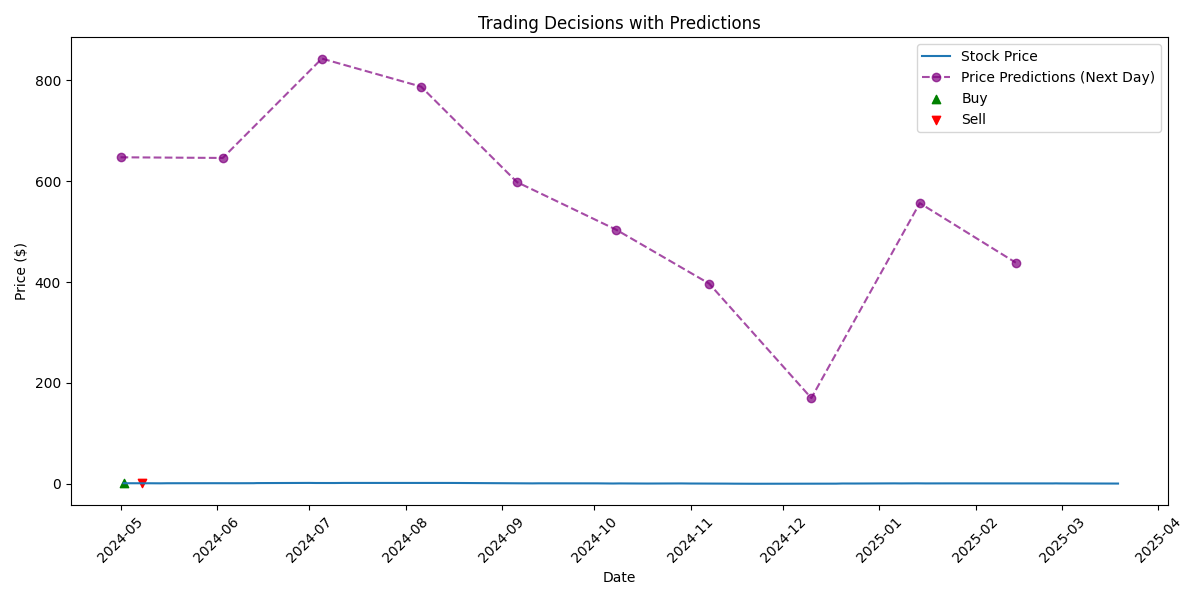 Trading Decisions with Predictions
Stock Price
Price Predictions (Next Day)
Buy
Sell
Price ($)
800
600
400
200
0
2024-05
2024-06
2024-07
2024-08
2024-09
2024-10
2024-11
2024-12
2025-01
2025-02
2025-03
2025-04
Date